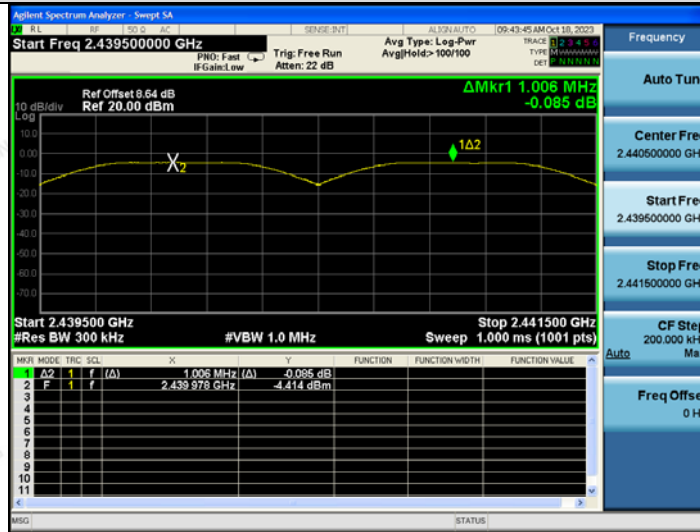 Agilent Spectrum Analyzer - Swept SA
RL RF 50 Ω AC SENSE:INT ALIGN AUTO 09:43:45 AM Oct 18, 2023
Start Freq 2.439500000 GHz
PNO: Fast
IFGain:Low
Trig: Free Run
Atten: 22 dB
Avg Type: Log-Pwr
Avg|Hold:>100/100
TRACE 1 2 3 4 5 6
TYPE M W W W W W
DET P N N N N N
Frequency
Auto Tun
Center Fre
2.440500000 GH
Start Fre
2.439500000 GH
Stop Fre
2.441500000 GH
CF Step
200.000 kH
Auto Ma
Freq Offse
0 H
Ref Offset 8.64 dB
10 dB/div Ref 20.00 dBm
Log
ΔMkr1 1.006 MHz
-0.085 dB
10.0
0.00
-10.0
-20.0
-30.0
-40.0
-50.0
-60.0
-70.0
X2
1Δ2
Start 2.439500 GHz Stop 2.441500 GHz
#Res BW 300 kHz #VBW 1.0 MHz Sweep 1.000 ms (1001 pts)
MKR MODE TRC SCL X Y FUNCTION FUNCTION WIDTH FUNCTION VALUE
1 Δ2 1 f (Δ) 1.006 MHz (Δ) -0.085 dB
2 F 1 f 2.439 978 GHz -4.414 dBm
3
4
5
6
7
8
9
10
11
MSG STATUS